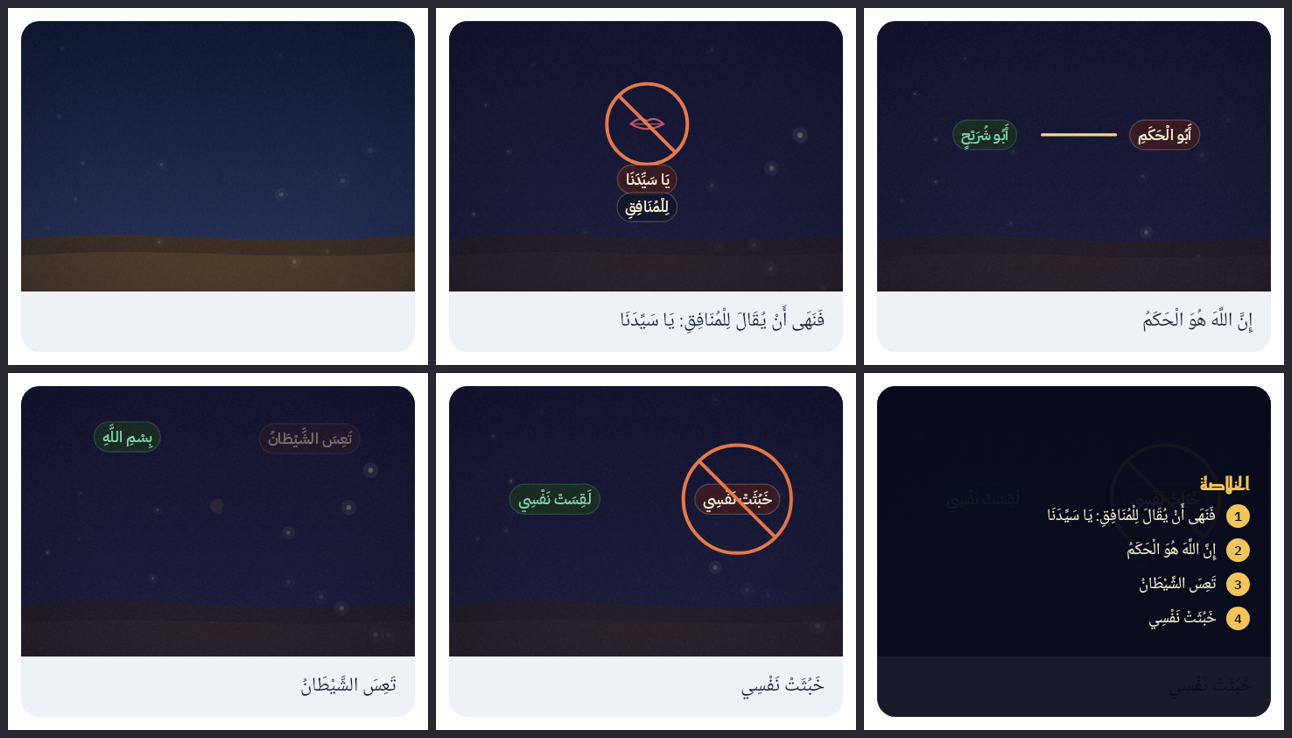 يَا سَيِّدَنَا
لِلْمُنَافِقِ
فَنَهَى أَنْ يُقَالَ لِلْمُنَافِقِ: يَا سَيِّدَنَا
أَبُو الْحَكَمِ
أَبُو شُرَيْحٍ
إِنَّ اللَّهَ هُوَ الْحَكَمُ
تَعِسَ الشَّيْطَانُ
بِسْمِ اللَّهِ
تَعِسَ الشَّيْطَانُ
خَبُثَتْ نَفْسِي
لَقِسَتْ نَفْسِي
خَبُثَتْ نَفْسِي
الخلاصة
1 فَنَهَى أَنْ يُقَالَ لِلْمُنَافِقِ: يَا سَيِّدَنَا
2 إِنَّ اللَّهَ هُوَ الْحَكَمُ
3 تَعِسَ الشَّيْطَانُ
4 خَبُثَتْ نَفْسِي
لَقِسَتْ نَفْسِي
خَبُثَتْ نَفْسِي
خَبُثَتْ نَفْسِي